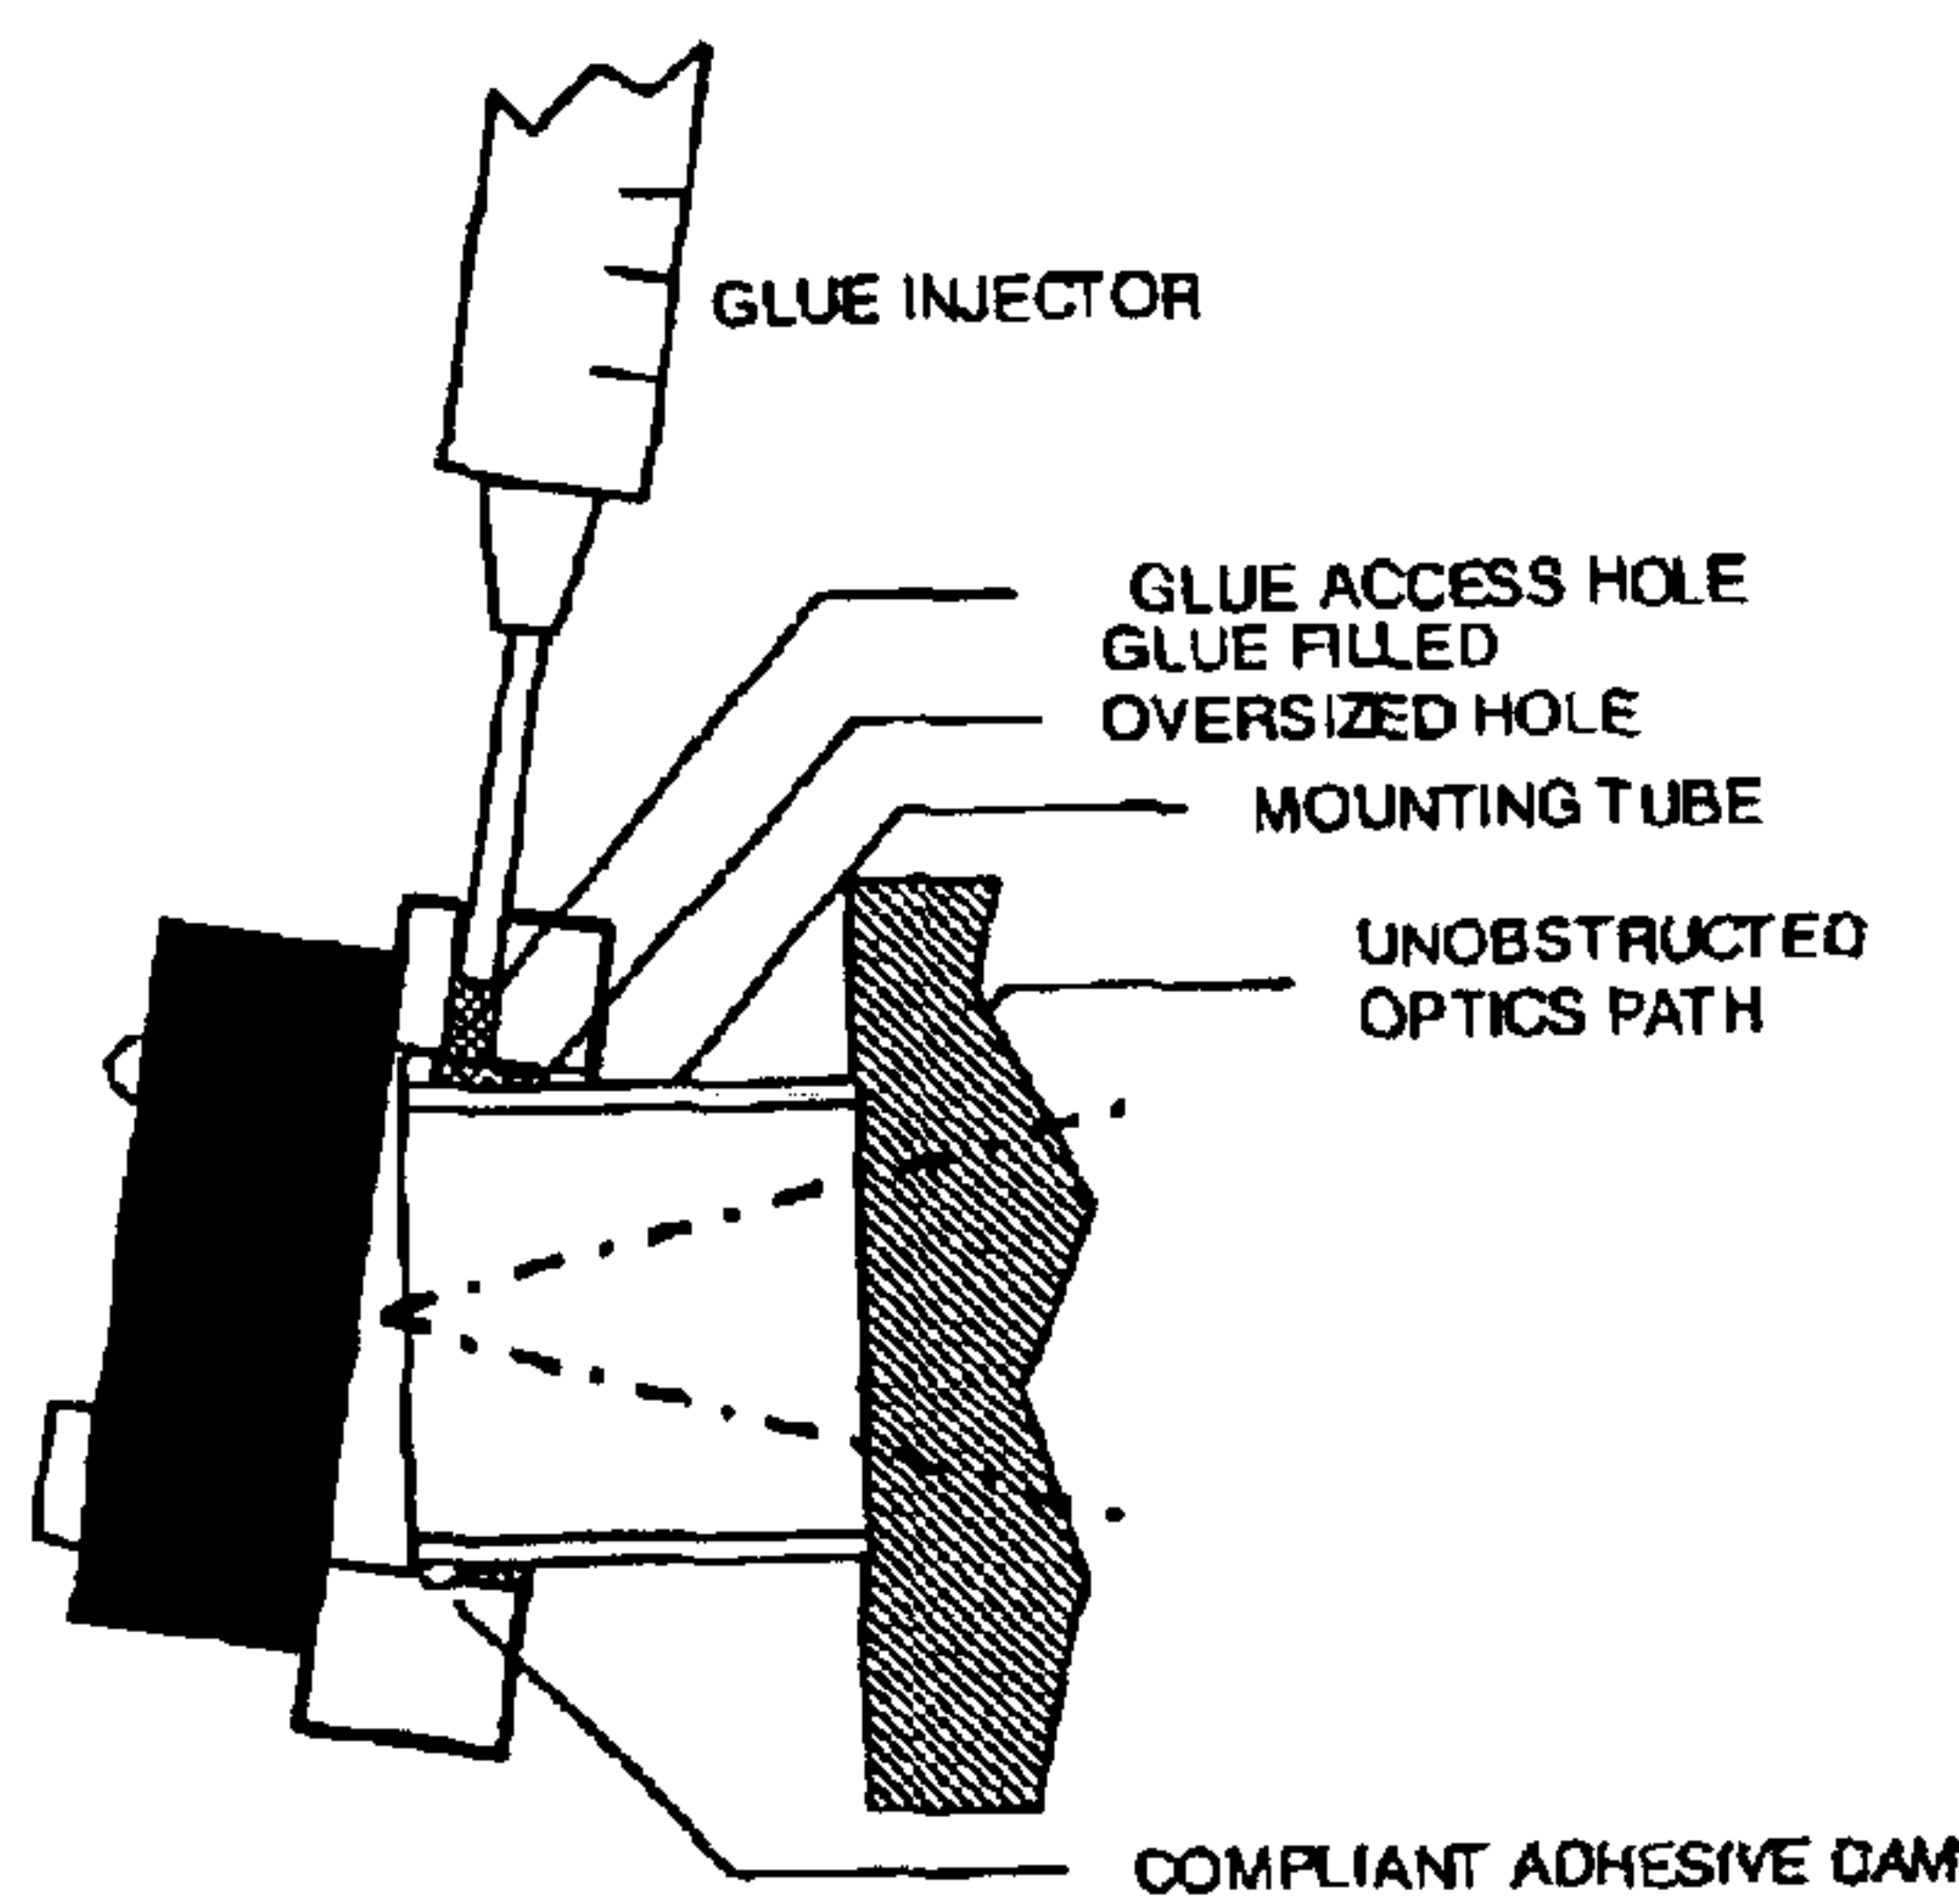 GLUE INJECTOR
GLUE ACCESS HOLE
GLUE FILLED
OVERSIZED HOLE
MOUNTING TUBE
UNOBSTRUCTED
OPTICS PATH
COMPLIANT ADHESIVE DAM